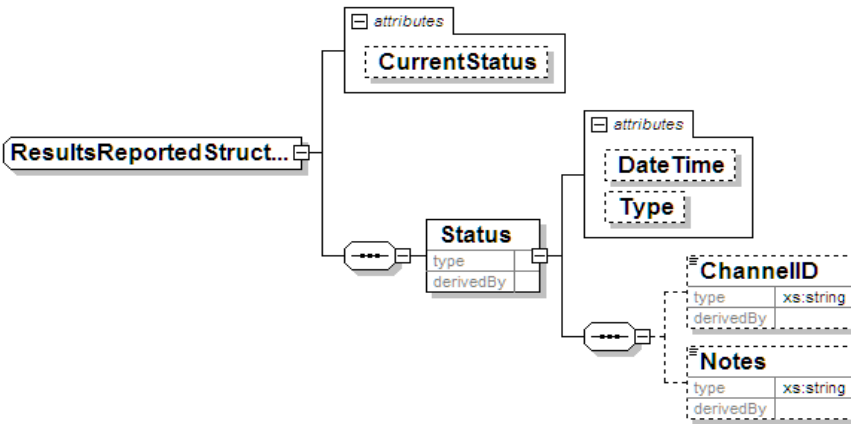 attributes
CurrentStatus
ResultsReportedStruct...
attributes
DateTime
Type
Status
type
derivedBy
ChannelID
type xs:string
derivedBy
Notes
type xs:string
derivedBy